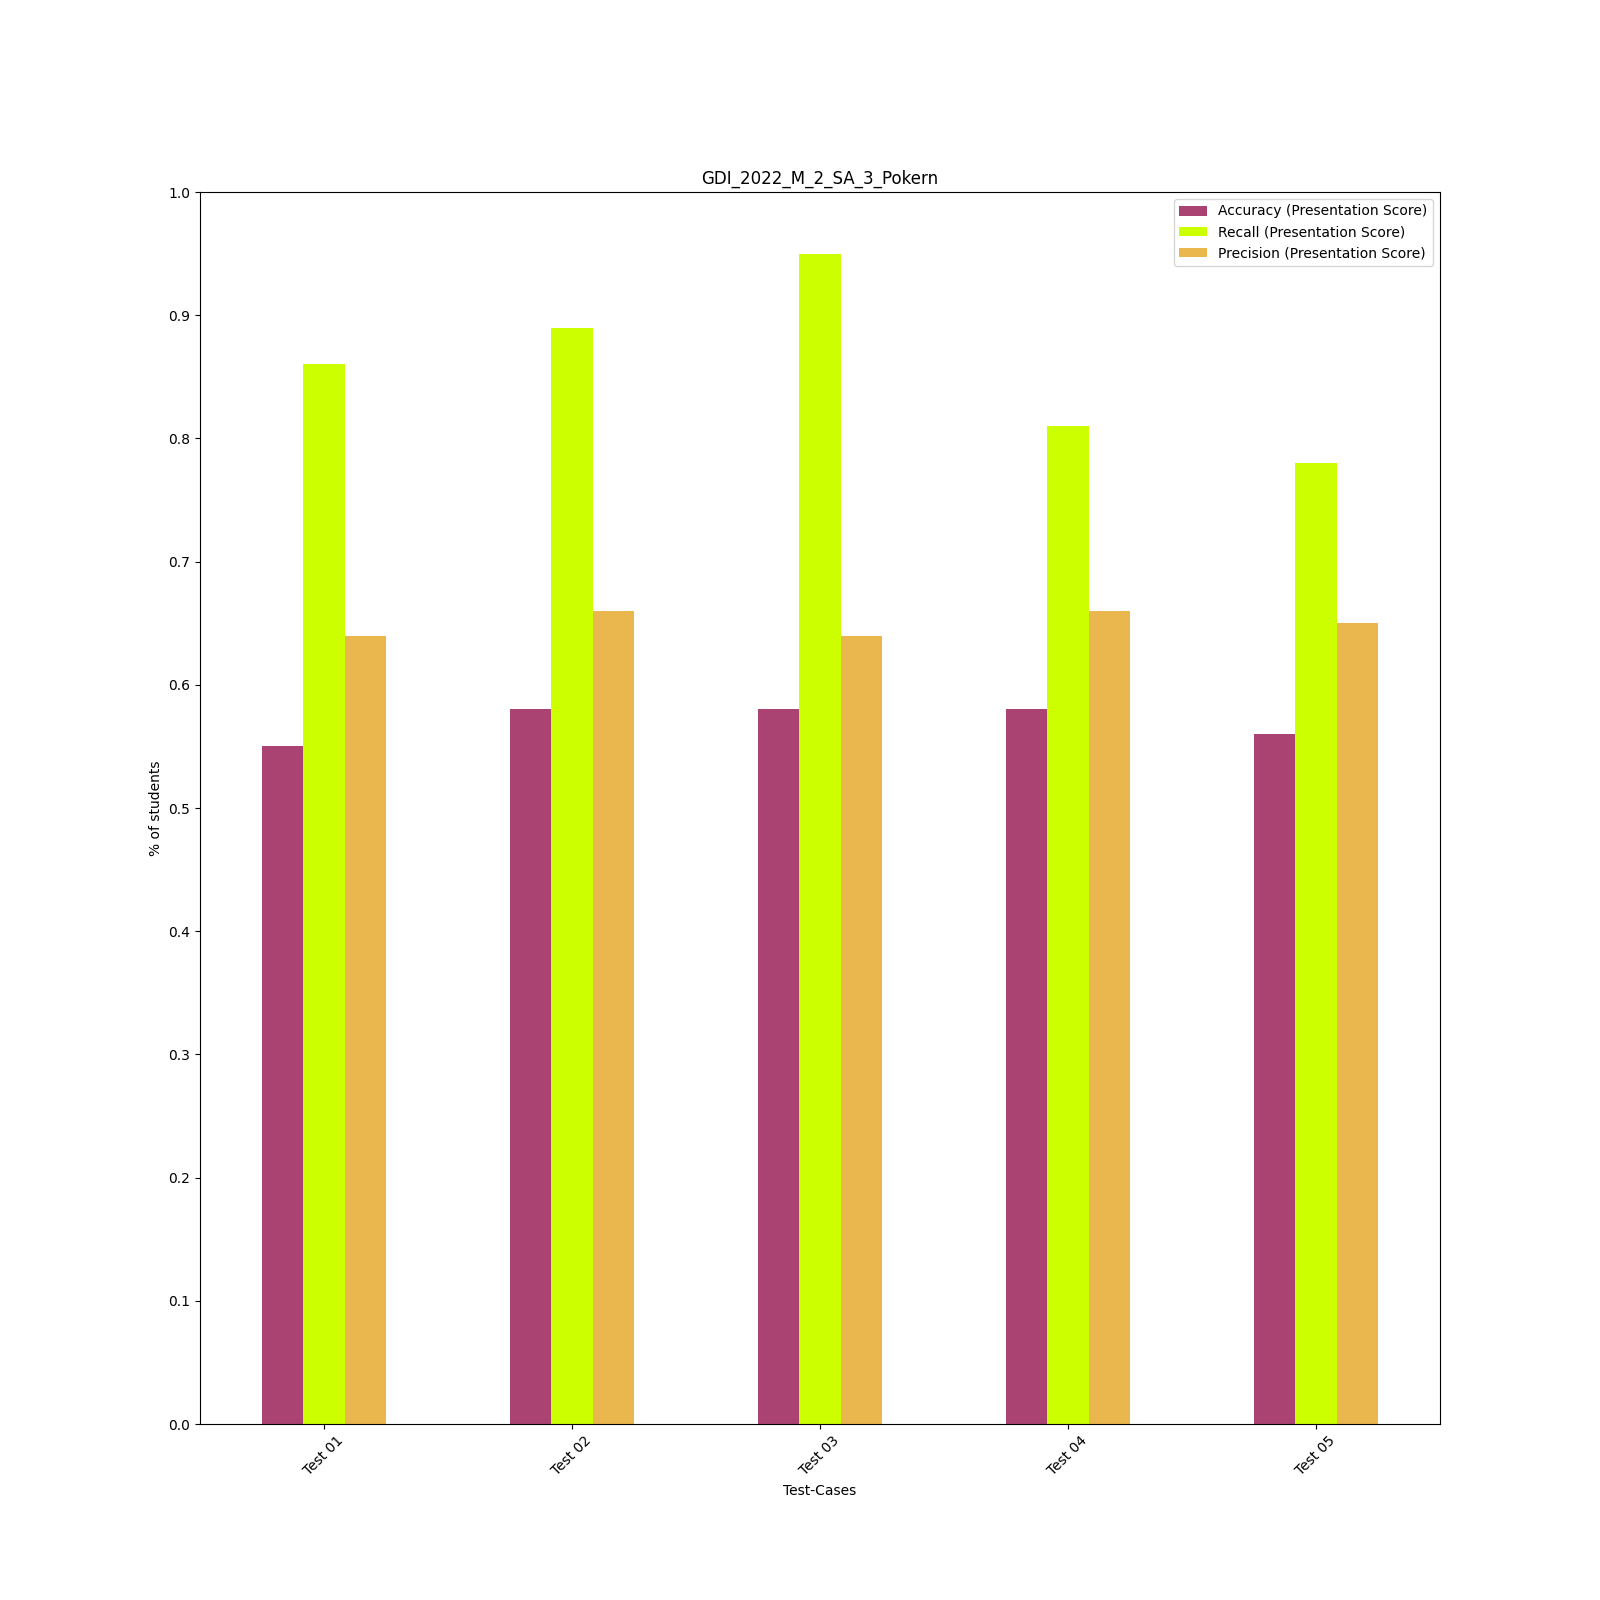 GDI_2022_M_2_SA_3_Pokern
Accuracy (Presentation Score)
Recall (Presentation Score)
Precision (Presentation Score)
% of students
1.0
0.9
0.8
0.7
0.6
0.5
0.4
0.3
0.2
0.1
0.0
Test 01
Test 02
Test 03
Test 04
Test 05
Test-Cases